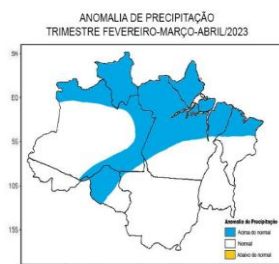 ANOMALIA DE PRECIPITAÇÃO
TRIMESTRE FEVEREIRO-MARÇO-ABRIL/2023
5N
EQ
5S
10S
15S
Anomalia de Precipitação
Acima do normal
Normal
Abaixo do normal